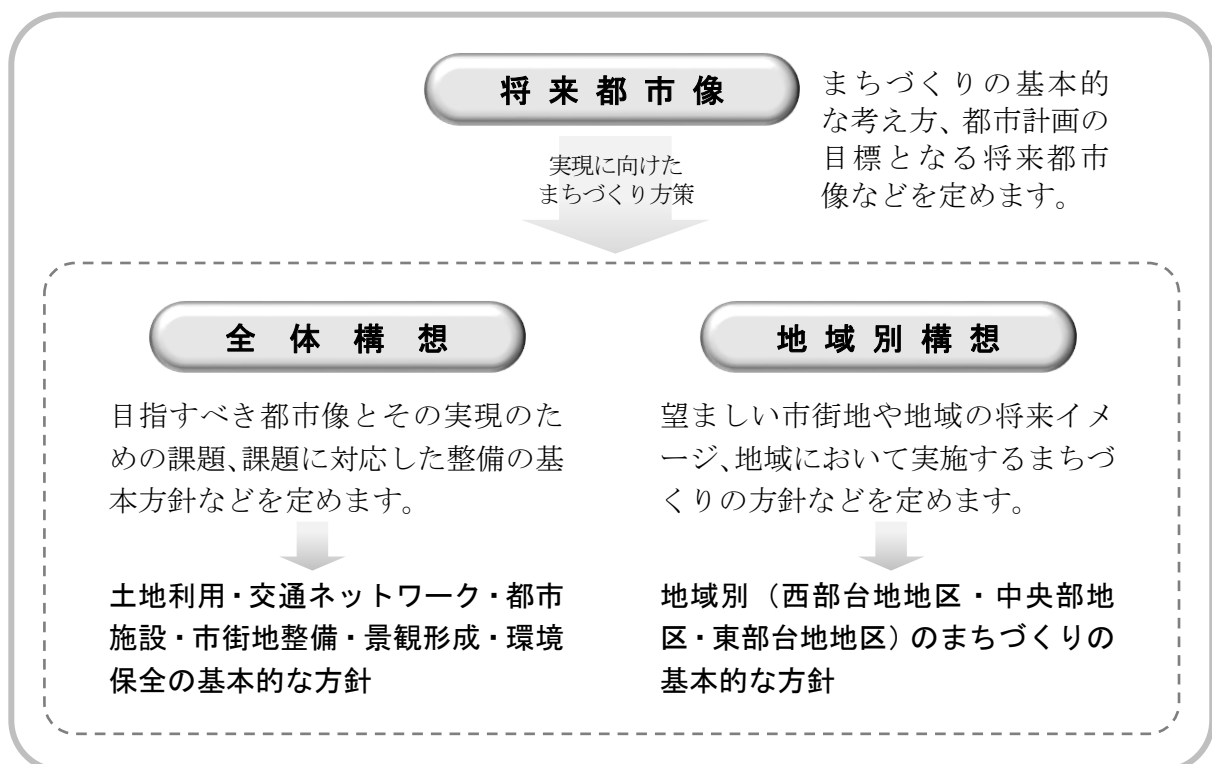 将来都市像
まちづくりの基本的
な考え方、都市計画の
目標となる将来都市
像などを定めます。
実現に向けた
まちづくり方策
全体構想
目指すべき都市像とその実現のた
めの課題、課題に対応した整備の基
本方針などを定めます。
土地利用・交通ネットワーク・都市
施設・市街地整備・景観形成・環境
保全の基本的な方針
地域別構想
望ましい市街地や地域の将来イメ
ージ、地域において実施するまちづ
くりの方針などを定めます。
地域別（西部台地地区・中央部地
区・東部台地地区）のまちづくりの
基本的な方針